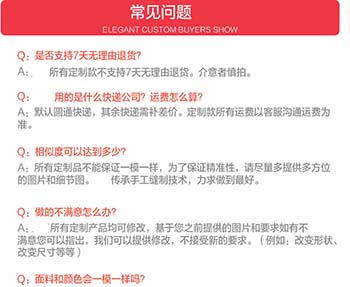 常见问题
ELEGANT CUSTOM BUYERS SHOW
Q：是否支持7天无理由退货？
A： 所有定制款不支持7天无理由退货。介意者慎拍。
Q： 用的是什么快递公司？运费怎么算？
A：默认圆通快递，其余快递需补差价。定制款所有运费以客服沟通运费为
准。
Q：相似度可以达到多少？
A：所有定制品不能保证一模一样，为了保证精准性，请尽量多提供多方位
的图片和细节图。 传承手工缝制技术，力求做到最好。
Q：做的不满意怎么办？
A： 所有定制产品均可修改，基于您之前提供的图片和要求如有不
满意您可以指出，我们可以提供修改，不接受新的要求。（例如：改变形状、
改变尺寸等等）
Q：面料和颜色会一模一样吗？